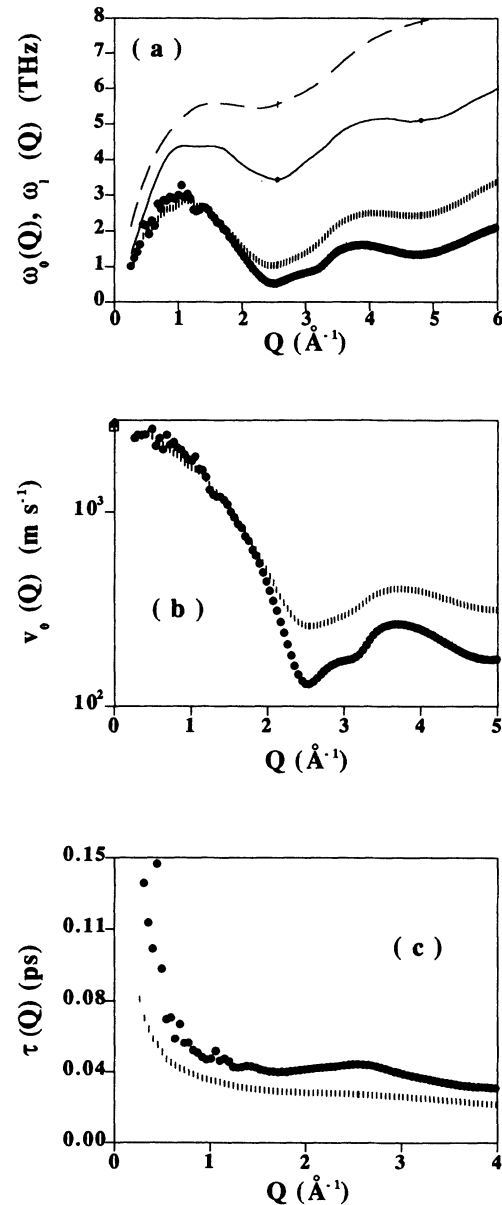 ( a )
ω₀(Q), ω_l (Q) (THz)
8
7
6
5
4
3
2
1
0
0 1 2 3 4 5 6
Q (Å⁻¹)
v₀ (Q) (m s⁻¹)
10³
( b )
10²
0 1 2 3 4 5
Q (Å⁻¹)
τ (Q) (ps)
0.15
0.11
( c )
0.08
0.04
0.00
0 1 2 3 4
Q (Å⁻¹)